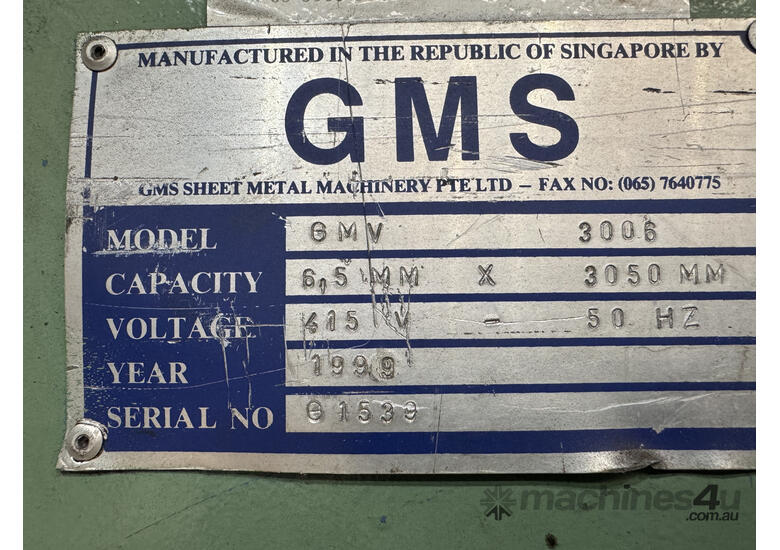 MANUFACTURED IN THE REPUBLIC OF SINGAPORE BY
GMS
GMS SHEET METAL MACHINERY PTE LTD – FAX NO: (065) 7640775
MODEL GMV 3006
CAPACITY 6,5 MM X 3050 MM
VOLTAGE 415 V - 50 HZ
YEAR 1999
SERIAL NO 01539
machines4u
.com.au